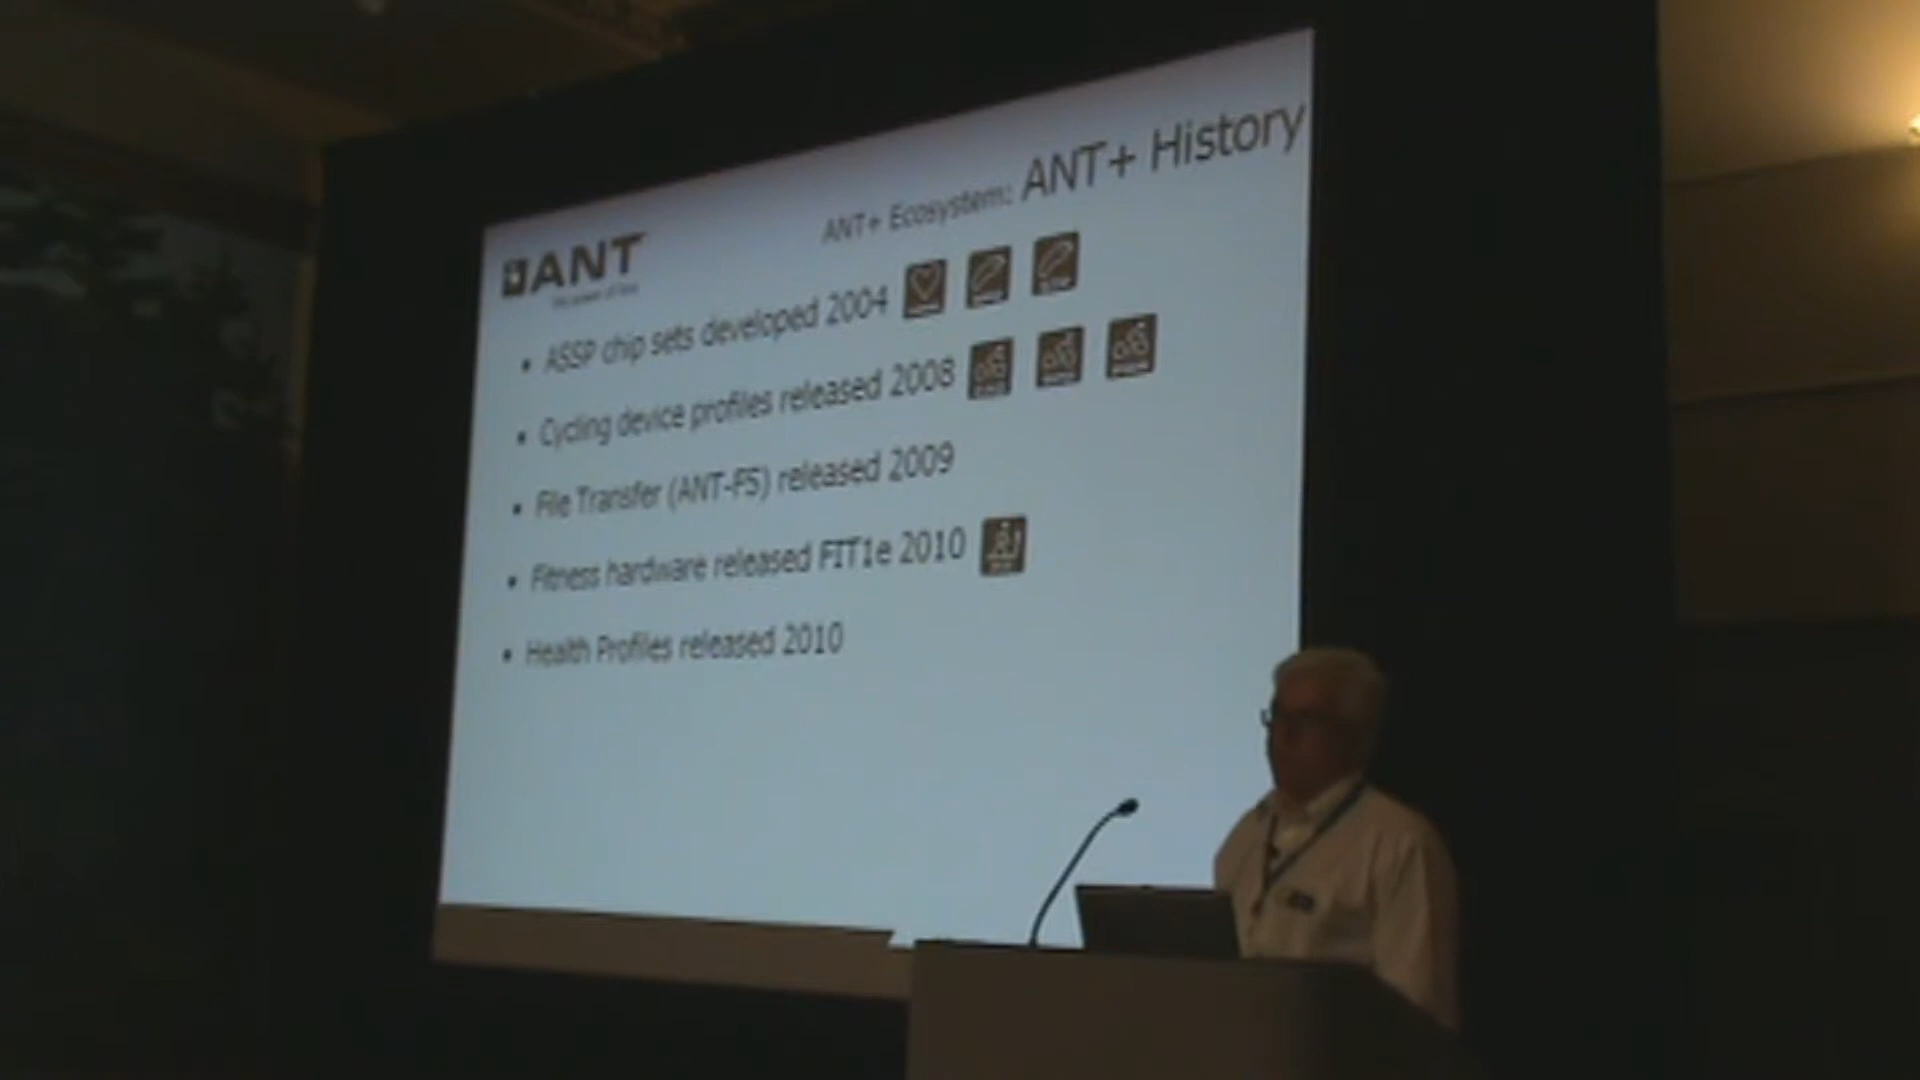 ANT+ Ecosystem: ANT+ History
ANT
• ASSP chip sets developed 2004
• Cycling device profiles released 2008
• File Transfer (ANT-FS) released 2009
• Fitness hardware released FIT1e 2010
• Health Profiles released 2010